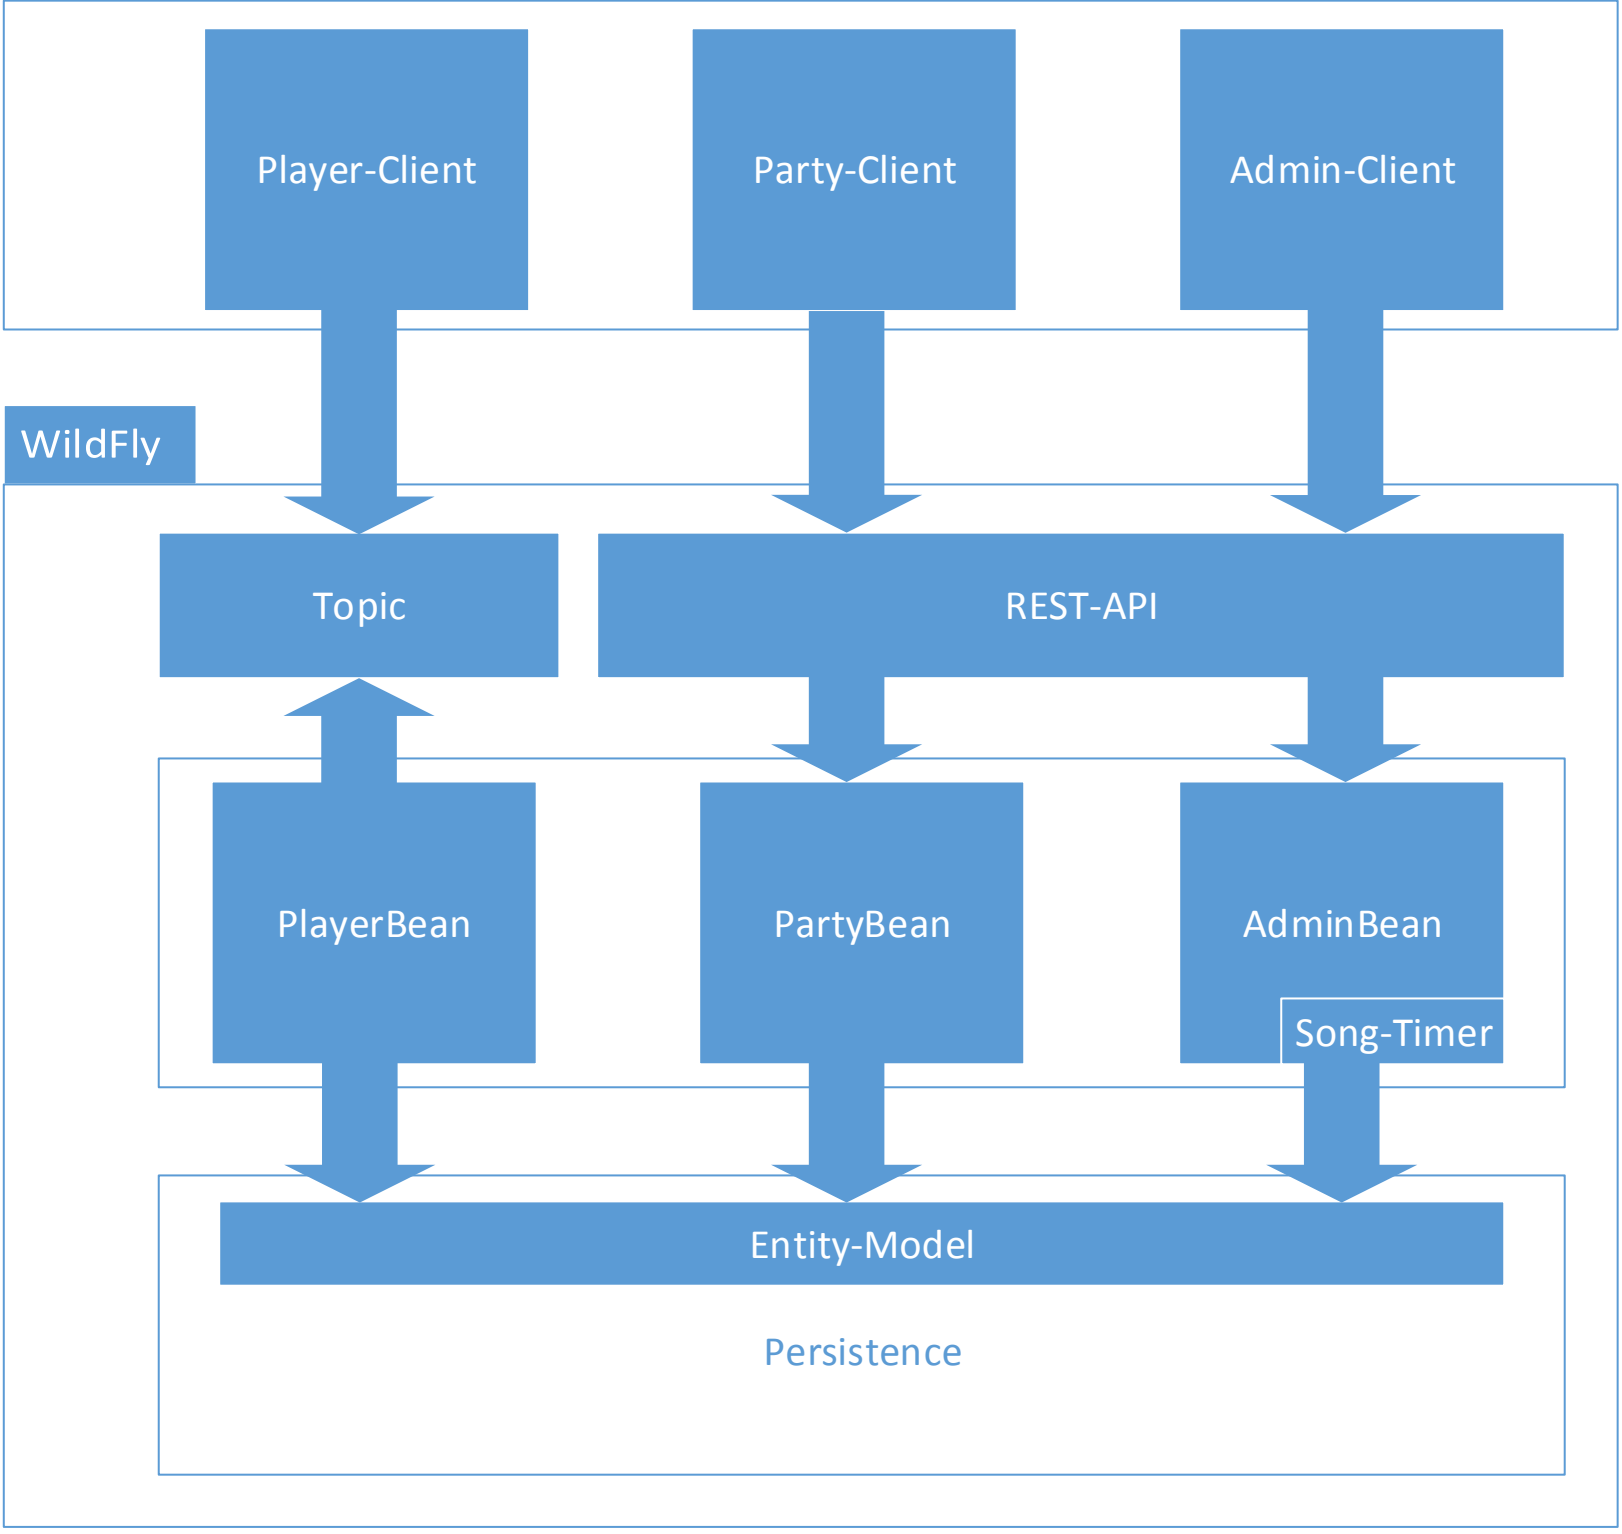 Player-Client
Party-Client
Admin-Client
WildFly
Topic
REST-API
PlayerBean
PartyBean
AdminBean
Song-Timer
Entity-Model
Persistence